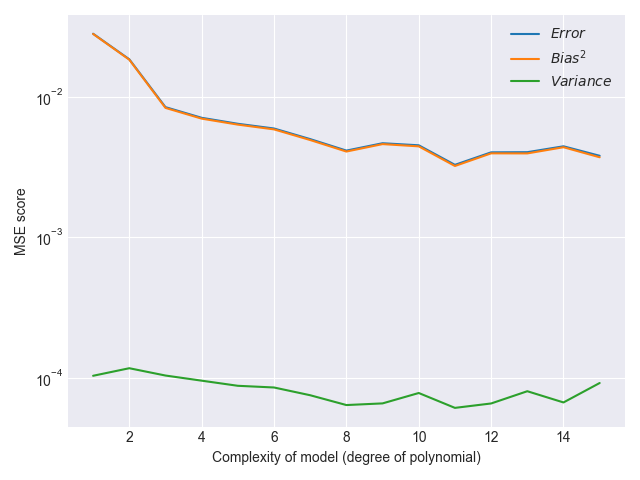 Error
Bias²
Variance
10⁻²
10⁻³
10⁻⁴
MSE score
2 4 6 8 10 12 14
Complexity of model (degree of polynomial)